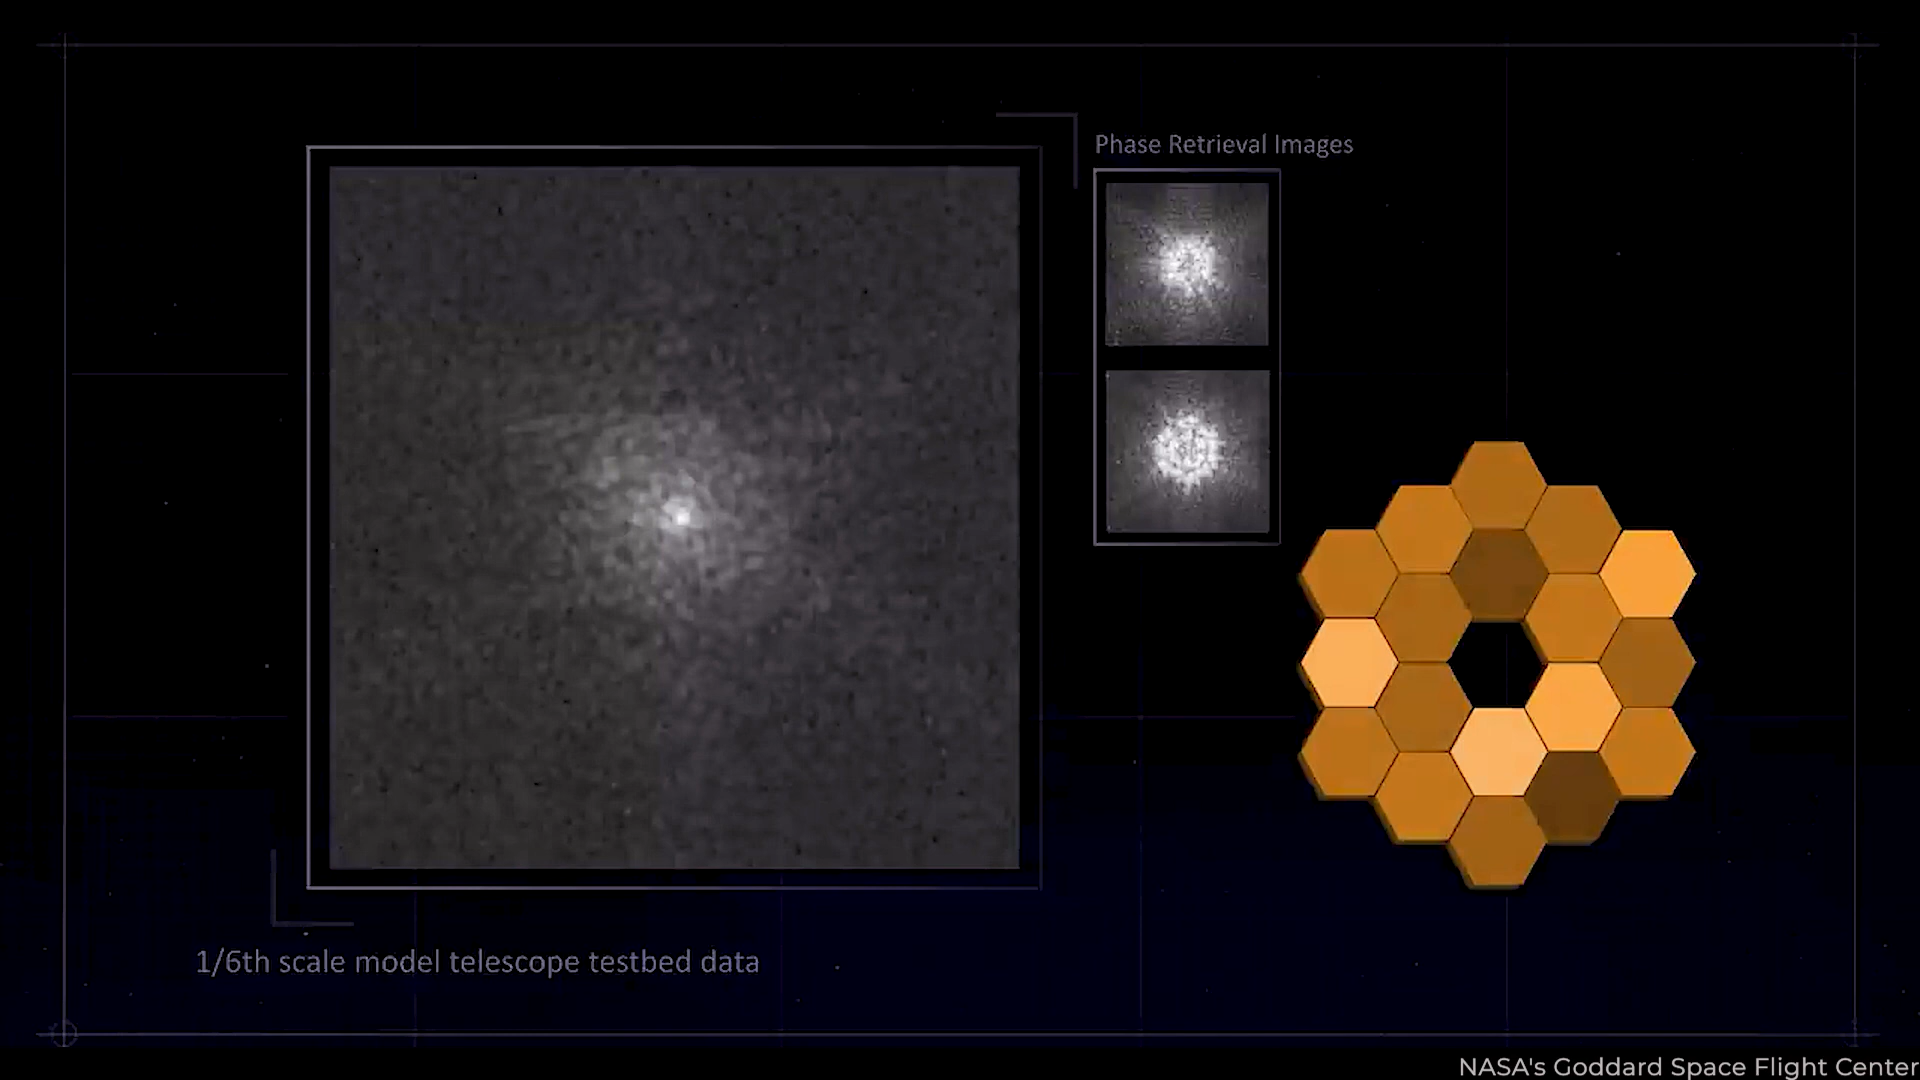 Phase Retrieval Images
1/6th scale model telescope testbed data
NASA's Goddard Space Flight Center